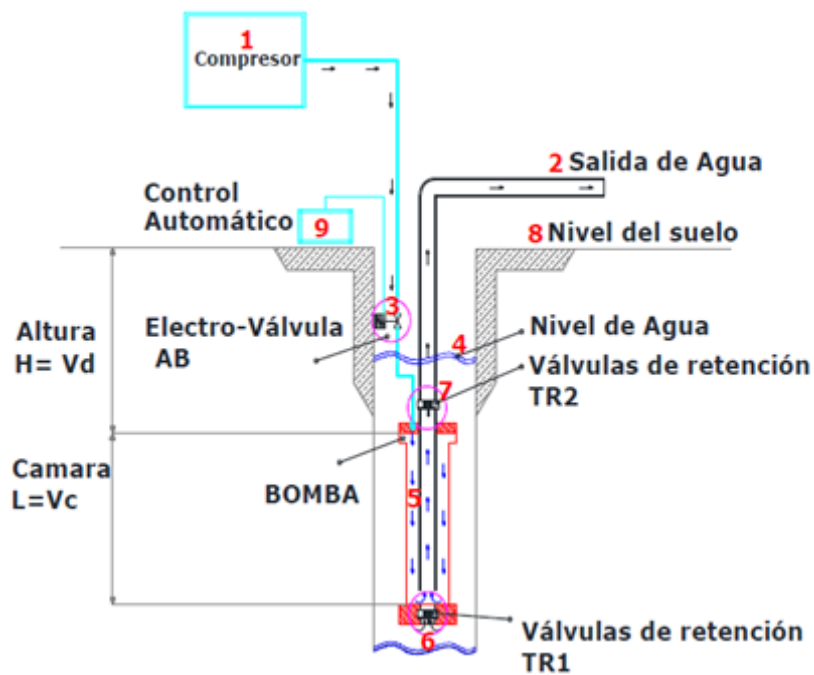 1
Compresor
2 Salida de Agua
Control
Automático
9
8 Nivel del suelo
3
Altura
H= Vd
Electro-Válvula
AB
4
Nivel de Agua
7
Válvulas de retención
TR2
Camara
L=Vc
BOMBA
5
6
Válvulas de retención
TR1